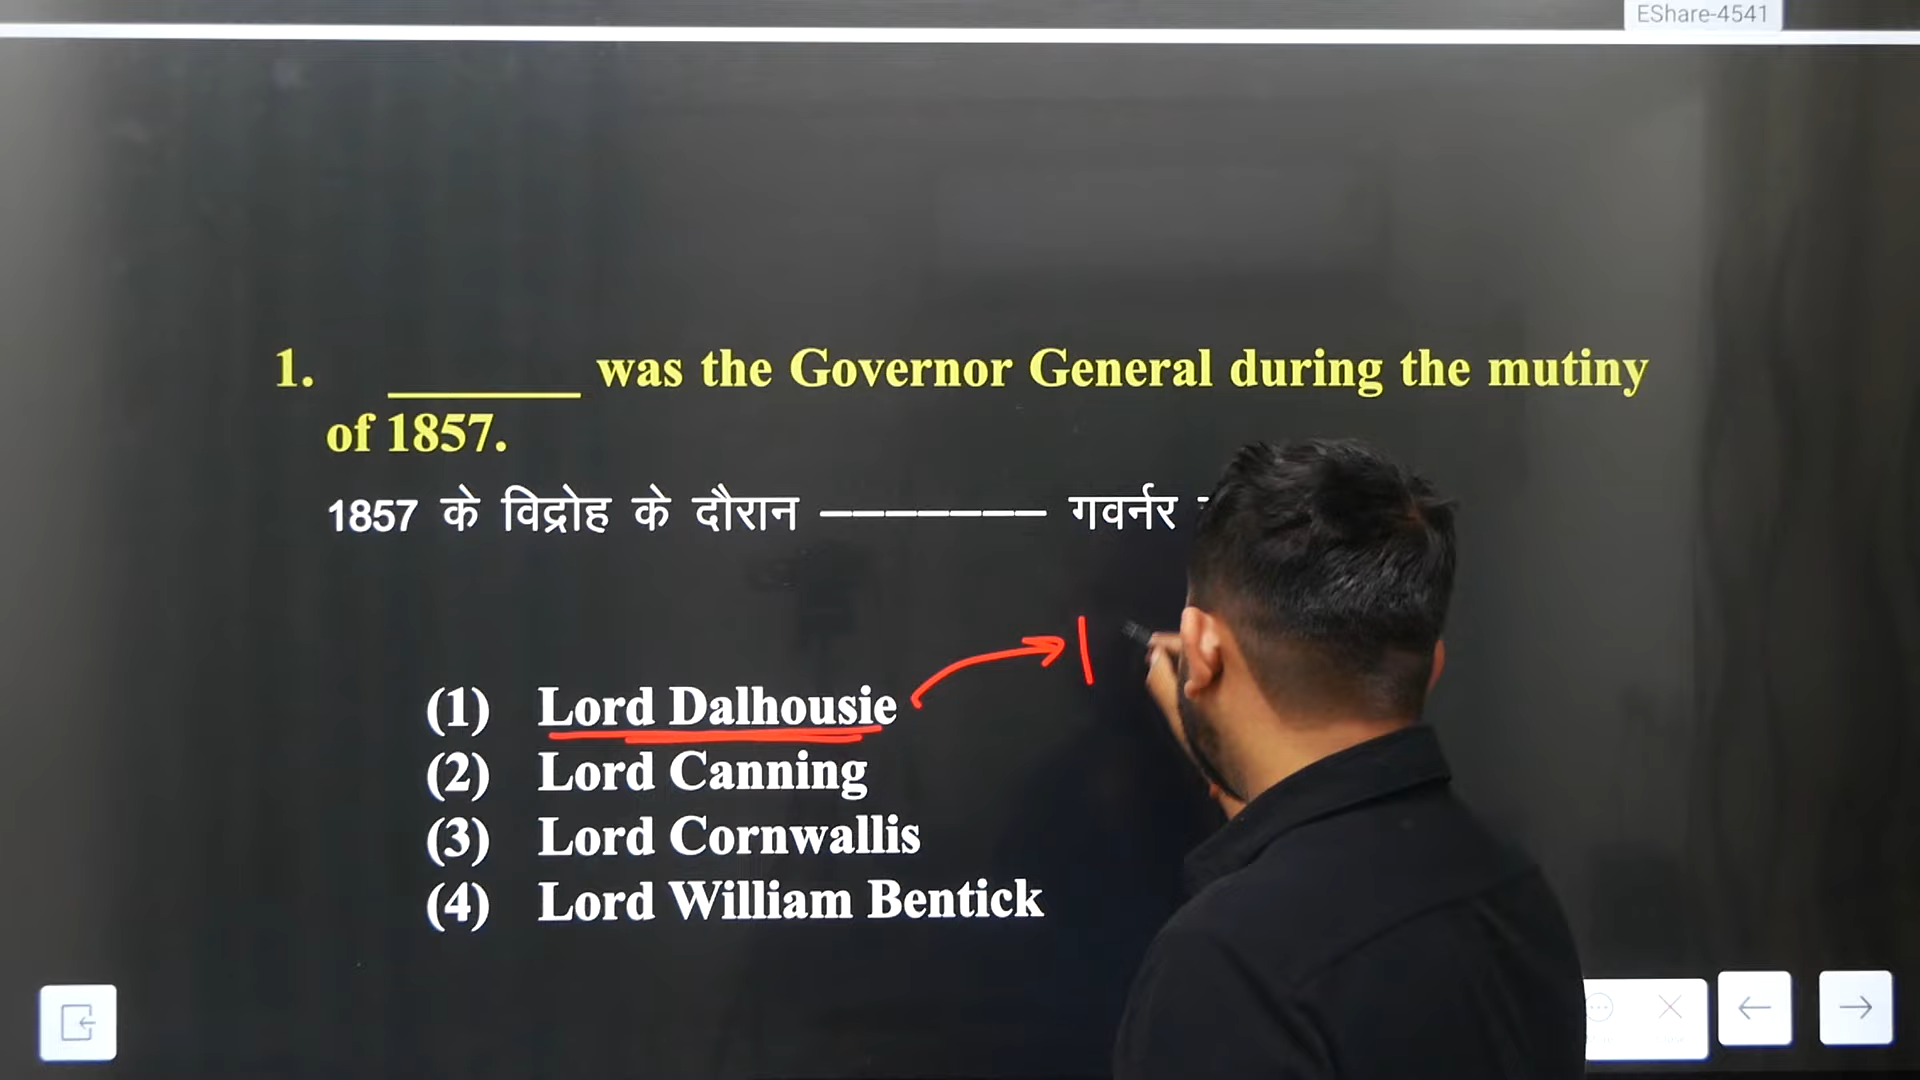 EShare-4541
1. ________ was the Governor General during the mutiny
of 1857.
1857 के विद्रोह के दौरान ——————— गवर्नर
(1) Lord Dalhousie
(2) Lord Canning
(3) Lord Cornwallis
(4) Lord William Bentick